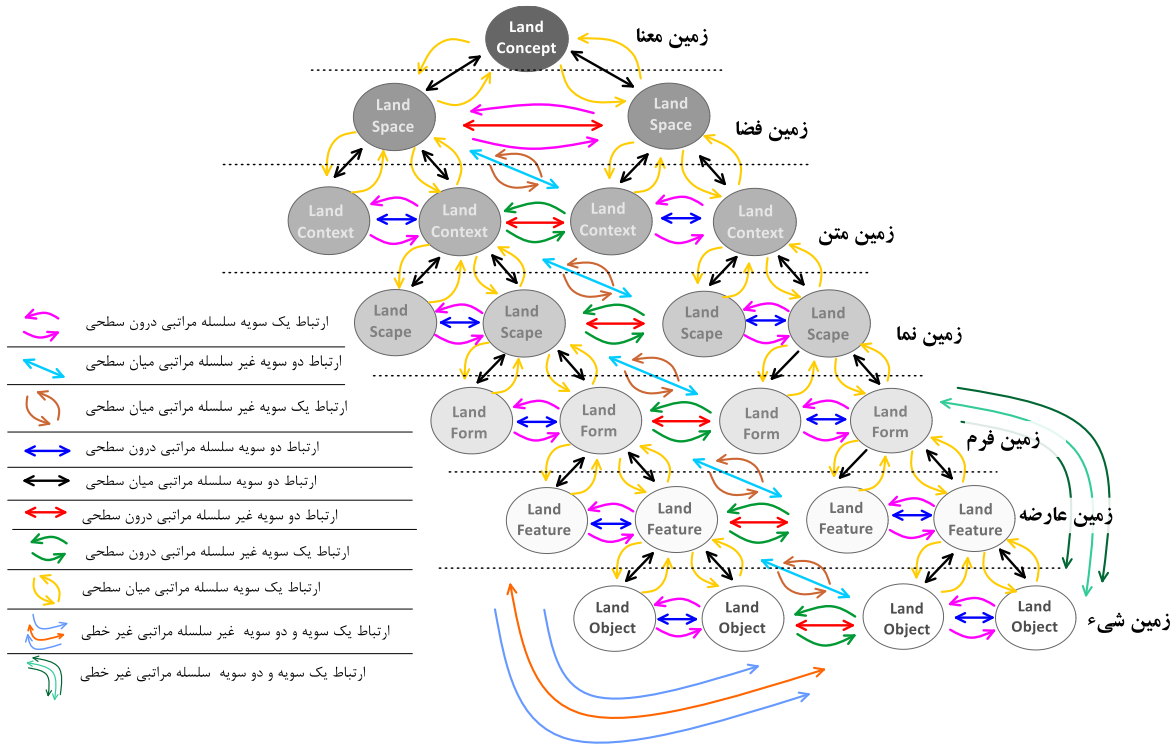 Land
Concept
زمین معنا
Land
Space
Land
Space
زمین فضا
Land
Context
Land
Context
Land
Context
Land
Context
زمین متن
Land
Scape
Land
Scape
Land
Scape
Land
Scape
زمین نما
Land
Form
Land
Form
Land
Form
Land
Form
زمین فرم
Land
Feature
Land
Feature
Land
Feature
Land
Feature
زمین عارضه
Land
Object
Land
Object
Land
Object
Land
Object
زمین شیء
ارتباط یک سویه سلسله مراتبی درون سطحی
ارتباط دو سویه غیر سلسله مراتبی میان سطحی
ارتباط یک سویه غیر سلسله مراتبی میان سطحی
ارتباط دو سویه سلسله مراتبی درون سطحی
ارتباط دو سویه سلسله مراتبی میان سطحی
ارتباط دو سویه غیر سلسله مراتبی درون سطحی
ارتباط یک سویه غیر سلسله مراتبی درون سطحی
ارتباط یک سویه سلسله مراتبی میان سطحی
ارتباط یک سویه و دو سویه غیر سلسله مراتبی غیر خطی
ارتباط یک سویه و دو سویه سلسله مراتبی غیر خطی